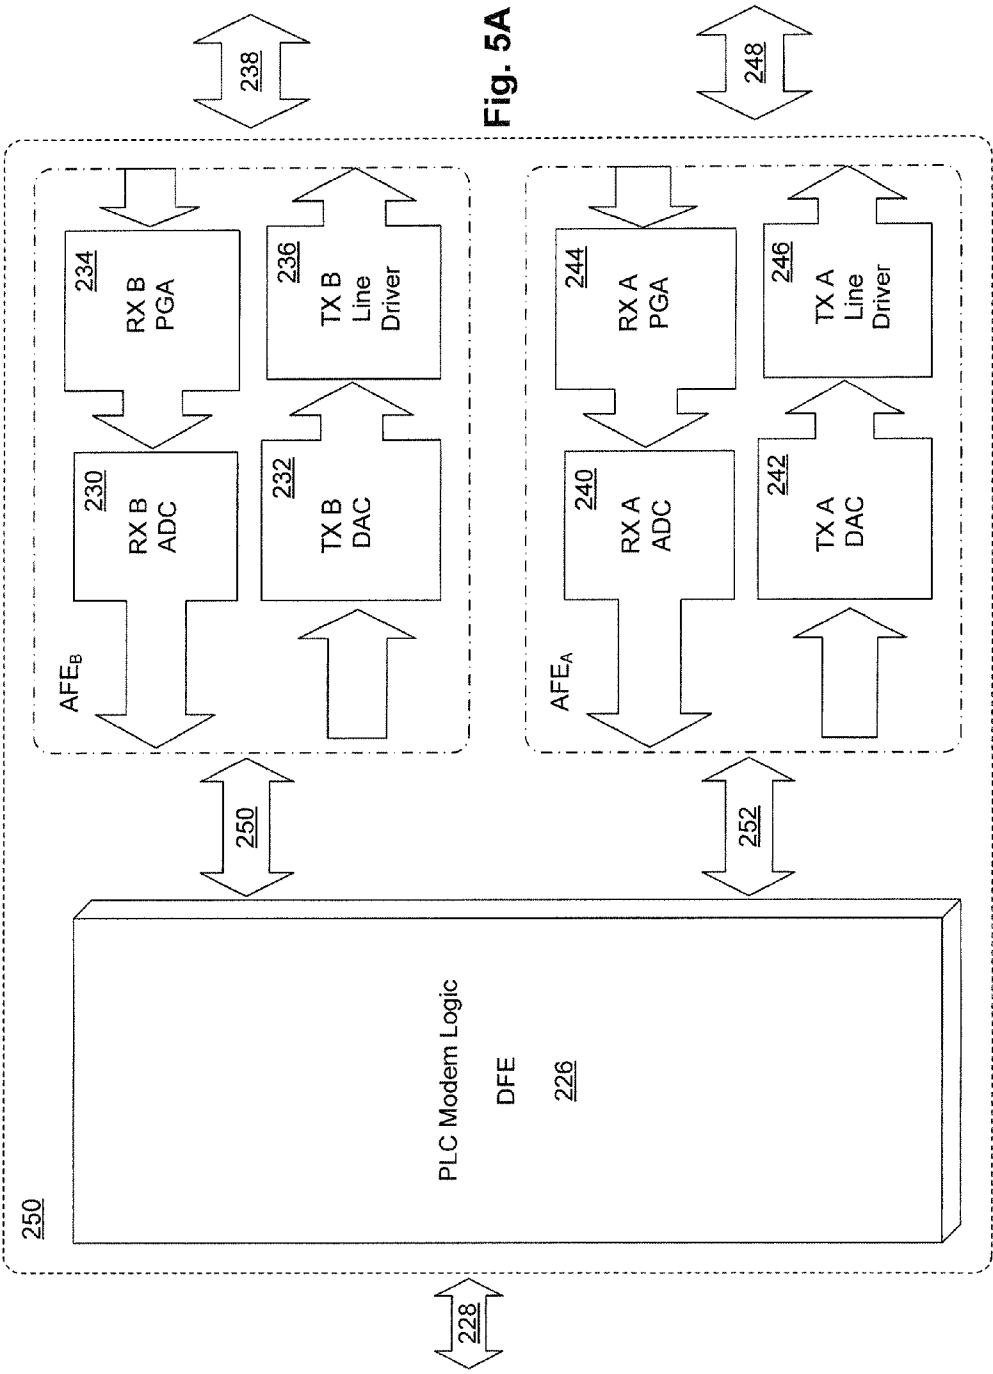 250
228
PLC Modem Logic
DFE
226
250
252
AFEB
230
RX B
ADC
234
RX B
PGA
232
TX B
DAC
236
TX B
Line
Driver
238
AFEA
240
RX A
ADC
244
RX A
PGA
242
TX A
DAC
246
TX A
Line
Driver
248
Fig. 5A